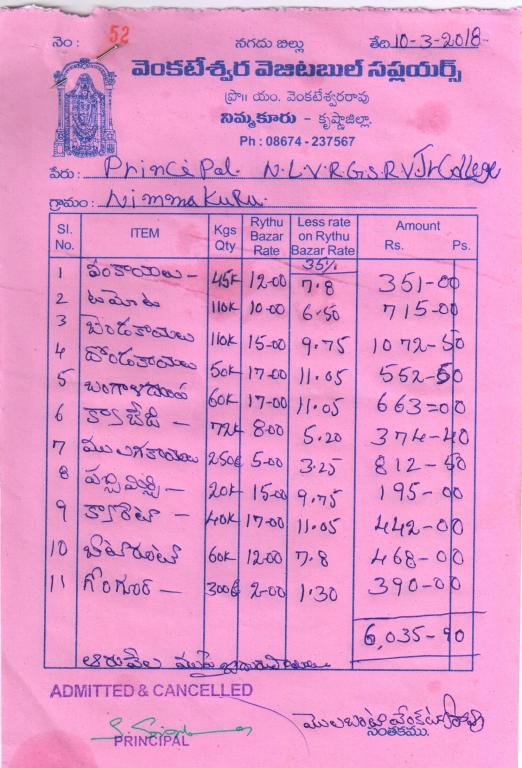 నెం : 52 నగదు బిల్లు తేది 10-3-2018
వెంకటేశ్వర వెజిటబుల్ సప్లయర్స్
ప్రొ॥ యం. వెంకటేశ్వరరావు
నిమ్మకూరు – కృష్ణాజిల్లా.
Ph : 08674 - 237567
పేరు : Princepal N.L.V.R.G.S.R.V Jr College
గ్రామం : Nimmakuru.
Sl. No. ITEM Kgs Qty Rythu Bazar Rate Less rate on Rythu Bazar Rate Amount Rs. Ps.
35%
1 వంకాయలు – 45K 12-00 7.8 351-00
2 టమోట 110K 10-00 6.50 715-00
3 బెండకాయలు 110K 15-00 9.75 1072-50
4 దొండకాయలు 50K 17-00 11.05 552-50
5 బంగాళదుంప 60K 17-00 11.05 663=00
6 క్యాబేజి – 72K 8-00 5.20 374-40
7 ములగకాయలు 250 5-00 3.25 812-50
8 పచ్చిమిర్చి – 20K 15-00 9.75 195-00
9 క్యారెట్ – 40K 17-00 11.05 442-00
10 బీట్రూట్ 60K 12-00 7.8 468-00
11 గోంగూర – 300 2-00 1.30 390-00
6,035-90
ఆరువేల ముప్పై
ADMITTED & CANCELLED
PRINCIPAL
సంతకము.